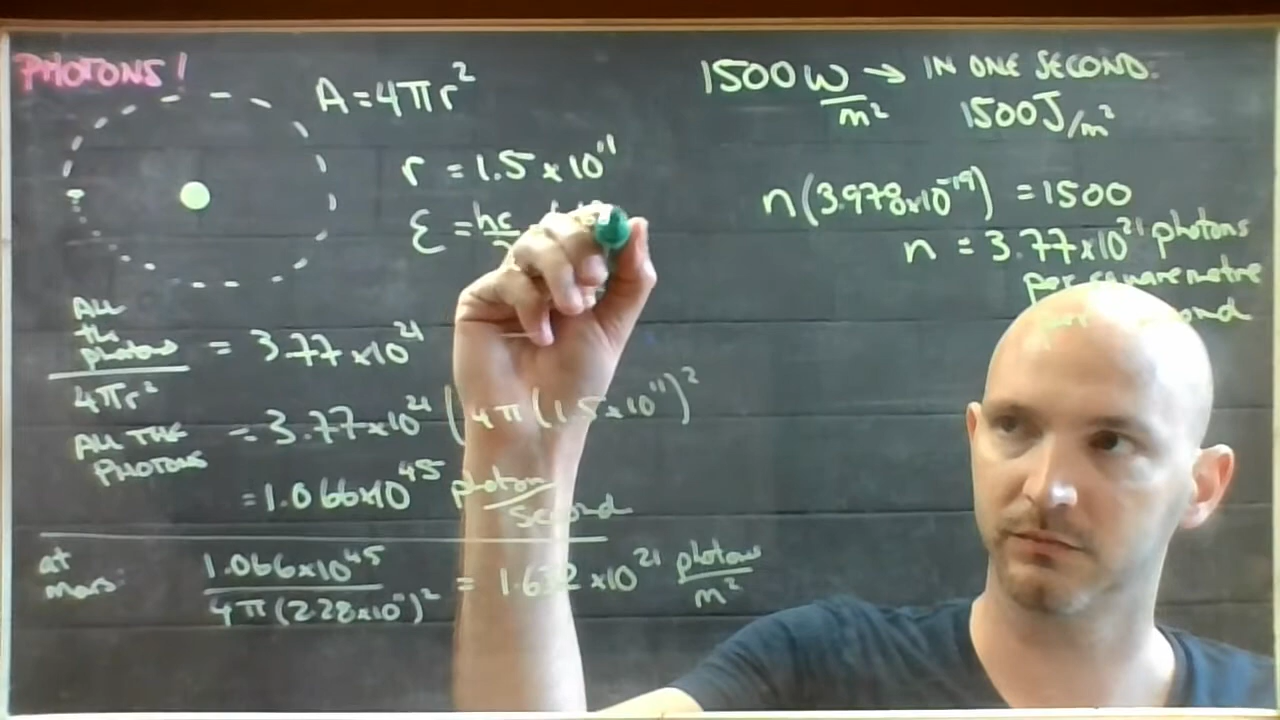 PHOTONS!
A = 4πr²
r = 1.5 × 10¹¹
ε = hc
ALL
the
photons
4πr²
= 3.77 × 10²¹
ALL THE
PHOTONS
= 3.77 × 10²¹ (4π(1.5×10¹¹)²
= 1.066×10⁴⁵ photon/second
at
mars:
1.066×10⁴⁵
4π(2.28×10¹¹)²
= 1.632 × 10²¹ photons
m²
1500 W → IN ONE SECOND.
m²
1500J/m²
n(3.978×10⁻¹⁹) = 1500
n = 3.77×10²¹ photons
per square metre